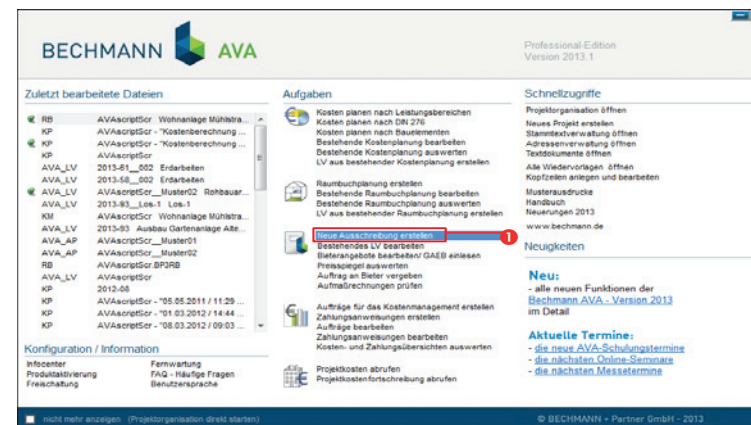 BECHMANN AVA
Professional-Edition
Version 2013.1
Zuletzt bearbeitete Dateien
RB AVAscriptScr Wohnanlage Mühlstra...
KP AVAscriptScr - "Kostenberechnung ...
KP AVAscriptScr - "Kostenberechnung ...
KP AVAscriptScr
AVA_LV 2013-61__002 Erdarbeiten
AVA_LV 2013-58__002 Erdarbeiten
AVA_LV AVAscriptScr__Muster02 Rohbauar...
AVA_LV 2013-93__Los-1 Los-1
KM AVAscriptScr Wohnanlage Mühlstra...
AVA_LV 2013-93 Ausbau Gartenanlage Alte...
AVA_AP AVAscriptScr__Muster01
AVA_AP AVAscriptScr__Muster02
RB AVAscriptScr.BP3RB
AVA_LV AVAscriptScr
KP 2012-08
KP AVAscriptScr - "05.05.2011 / 11:29 ...
KP AVAscriptScr - "01.03.2012 / 14:44 ...
KP AVAscriptScr - "08.03.2012 / 09:03 ...
Konfiguration / Information
Infocenter Fernwartung
Produktaktivierung FAQ - Häufige Fragen
Freischaltung Benutzersprache
Aufgaben
Kosten planen nach Leistungsbereichen
Kosten planen nach DIN 276
Kosten planen nach Bauelementen
Bestehende Kostenplanung bearbeiten
Bestehende Kostenplanung auswerten
LV aus bestehender Kostenplanung erstellen
Raumbuchplanung erstellen
Bestehende Raumbuchplanung bearbeiten
Bestehende Raumbuchplanung auswerten
LV aus bestehender Raumbuchplanung erstellen
Neue Ausschreibung erstellen
1
Bestehendes LV bearbeiten
Bieterangebote bearbeiten/ GAEB einlesen
Preisspiegel auswerten
Auftrag an Bieter vergeben
Aufmaßrechnungen prüfen
Aufträge für das Kostenmanagement erstellen
Zahlungsanweisungen erstellen
Aufträge bearbeiten
Zahlungsanweisungen bearbeiten
Kosten- und Zahlungsübersichten auswerten
Projektkosten abrufen
Projektkostenfortschreibung abrufen
Schnellzugriffe
Projektorganisation öffnen
Neues Projekt erstellen
Stammtextverwaltung öffnen
Adressenverwaltung öffnen
Textdokumente öffnen
Alle Wiedervorlagen öffnen
Kopfzeilen anlegen und bearbeiten
Musterausdrucke
Handbuch
Neuerungen 2013
www.bechmann.de
Neuigkeiten
Neu:
- alle neuen Funktionen der
Bechmann AVA - Version 2013
im Detail
Aktuelle Termine:
- die neue AVA-Schulungstermine
- die nächsten Online-Seminare
- die nächsten Messetermine
nicht mehr anzeigen (Projektorganisation direkt starten)
© BECHMANN + Partner GmbH - 2013